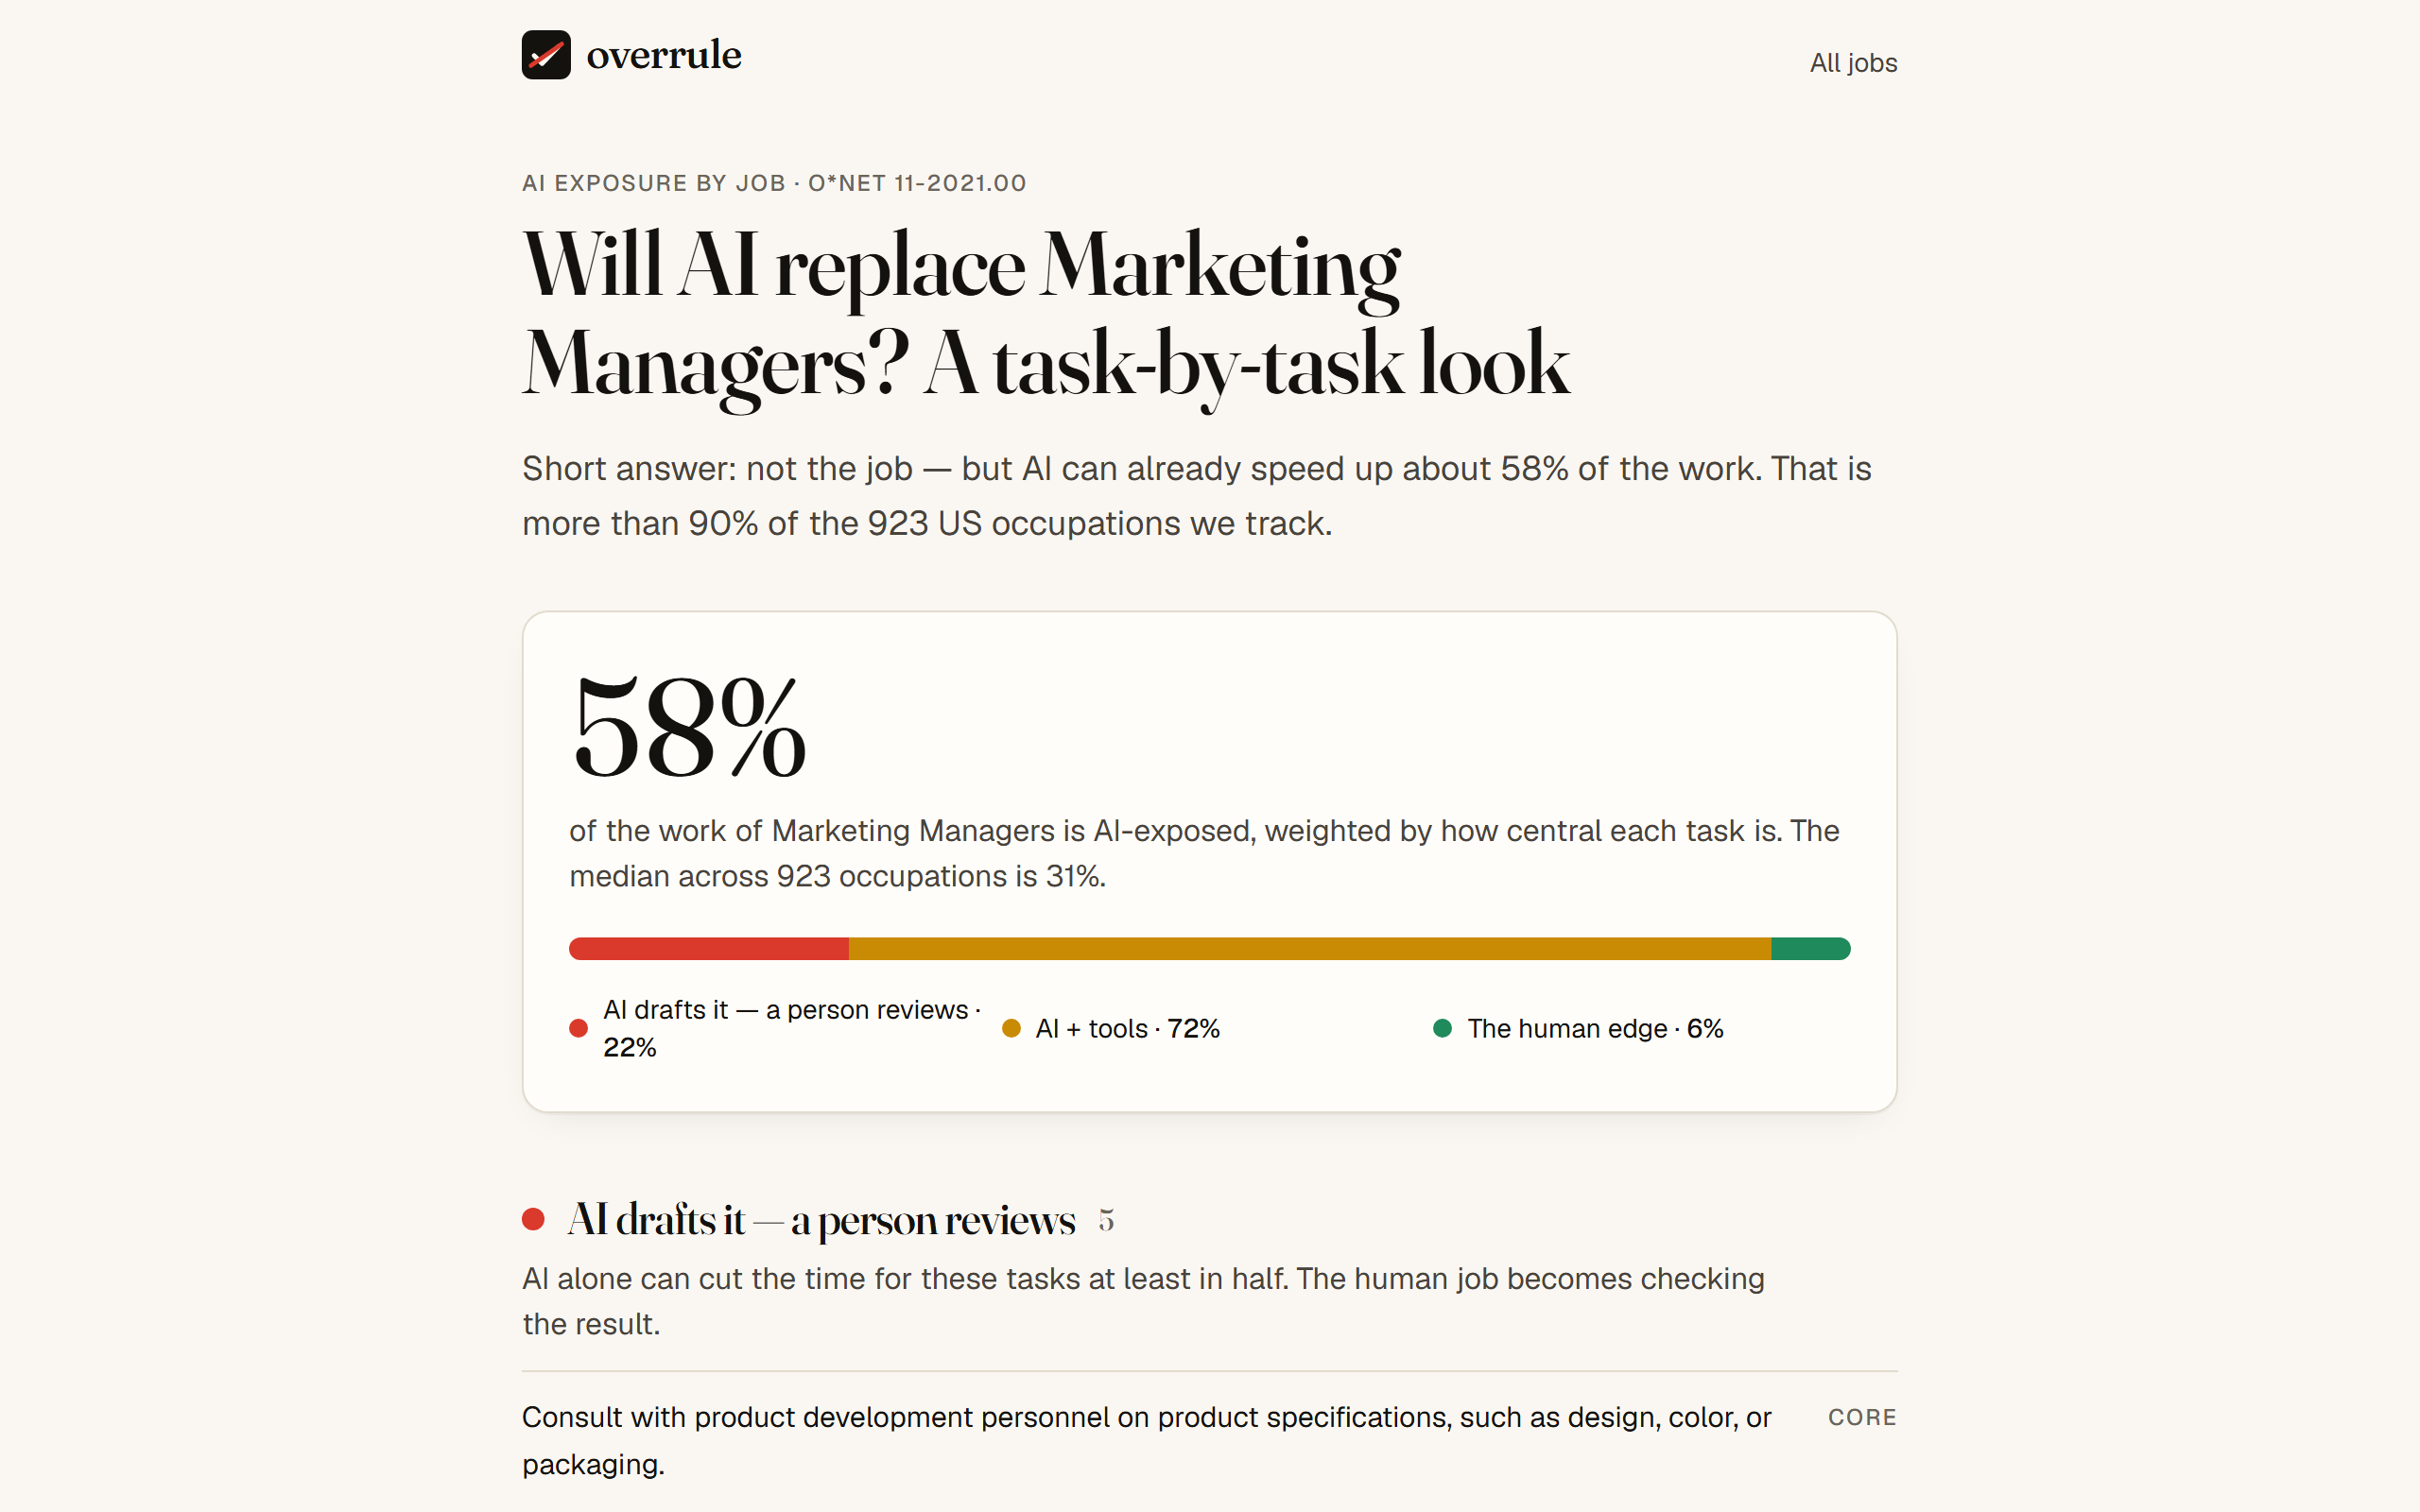 overrule
All jobs
AI EXPOSURE BY JOB · O*NET 11-2021.00
Will AI replace Marketing
Managers? A task-by-task look
Short answer: not the job — but AI can already speed up about 58% of the work. That is
more than 90% of the 923 US occupations we track.
58%
of the work of Marketing Managers is AI-exposed, weighted by how central each task is. The
median across 923 occupations is 31%.
AI drafts it — a person reviews ·
22%
AI + tools · 72%
The human edge · 6%
AI drafts it — a person reviews 5
AI alone can cut the time for these tasks at least in half. The human job becomes checking
the result.
Consult with product development personnel on product specifications, such as design, color, or
packaging.
CORE